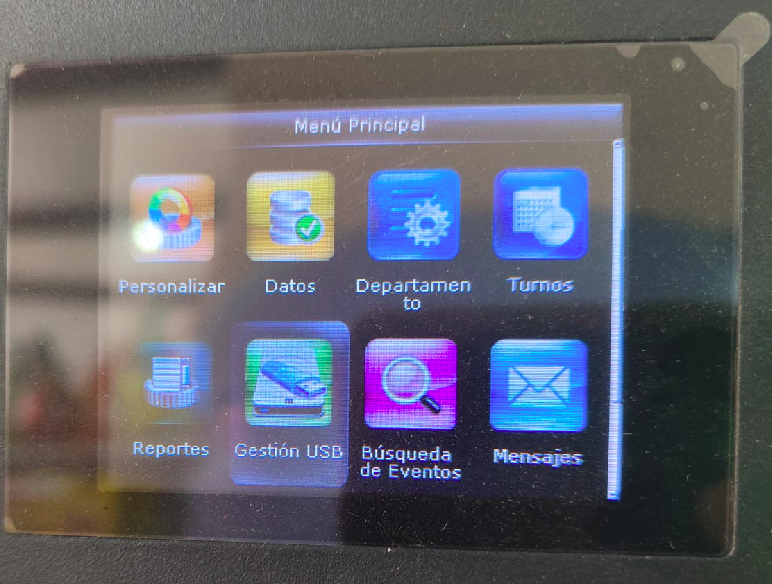 Menú Principal
Personalizar
Datos
Departamen
to
Turnos
Reportes
Gestión USB
Búsqueda
de Eventos
Mensajes